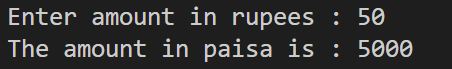 Enter amount in rupees : 50
The amount in paisa is : 5000